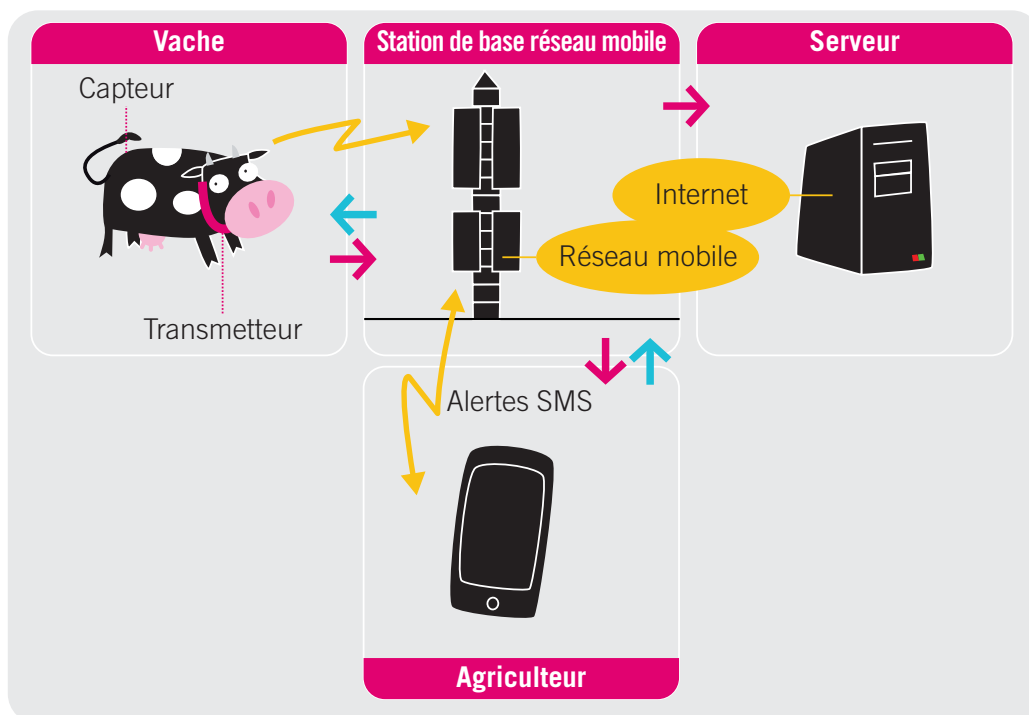 Vache
Station de base réseau mobile
Serveur
Capteur
Internet
Réseau mobile
Transmetteur
Alertes SMS
Agriculteur